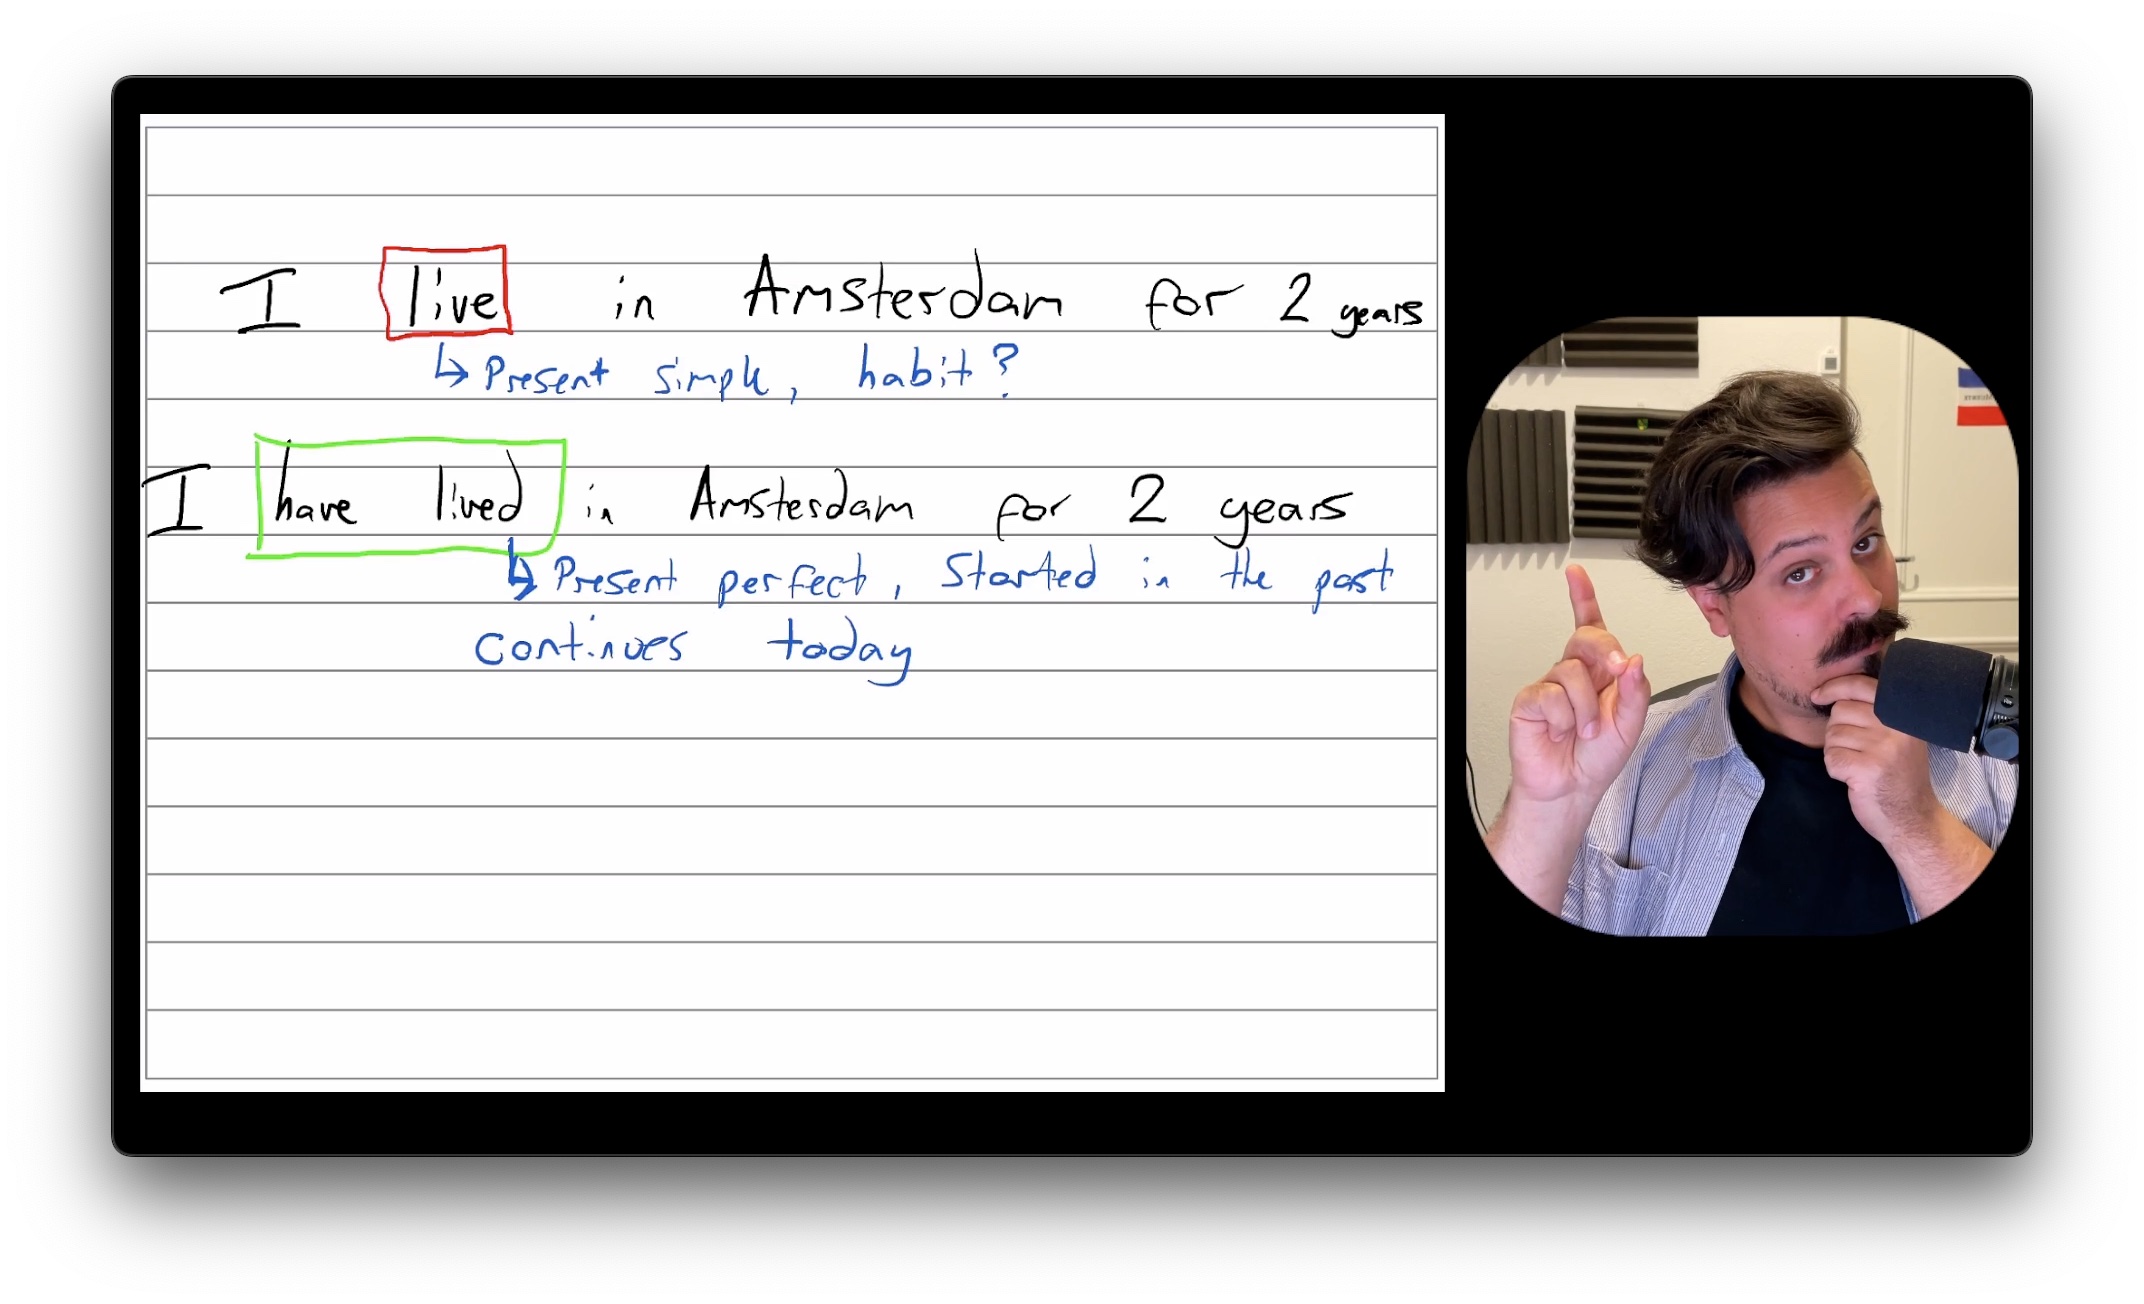 I live in Amsterdam for 2 years
↳ Present simple, habit?
I have lived in Amsterdam for 2 years
↳ Present perfect, Started in the past
continues today